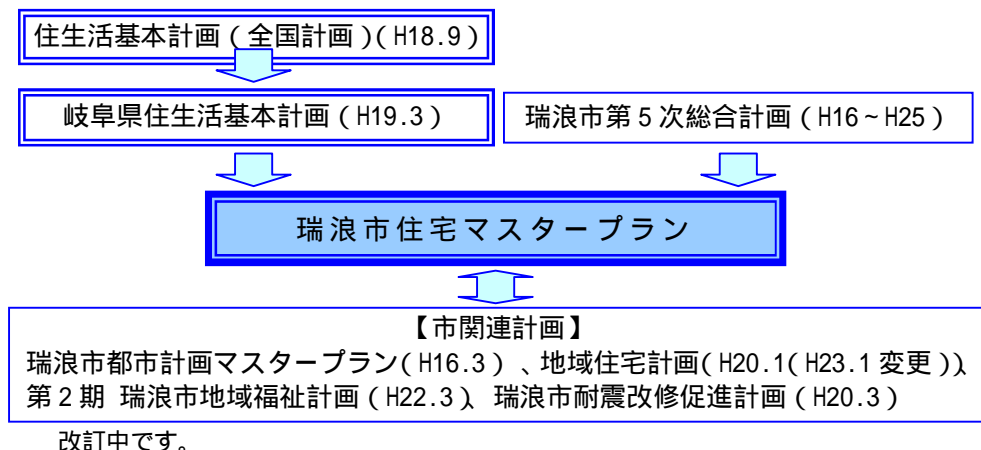 住生活基本計画（全国計画）(H18.9)
岐阜県住生活基本計画（H19.3）
瑞浪市第５次総合計画（H16～H25）
瑞浪市住宅マスタープラン
【市関連計画】
瑞浪市都市計画マスタープラン(H16.3)、地域住宅計画(H20.1(H23.1変更))、
第２期 瑞浪市地域福祉計画（H22.3）、瑞浪市耐震改修促進計画（H20.3）
改訂中です。